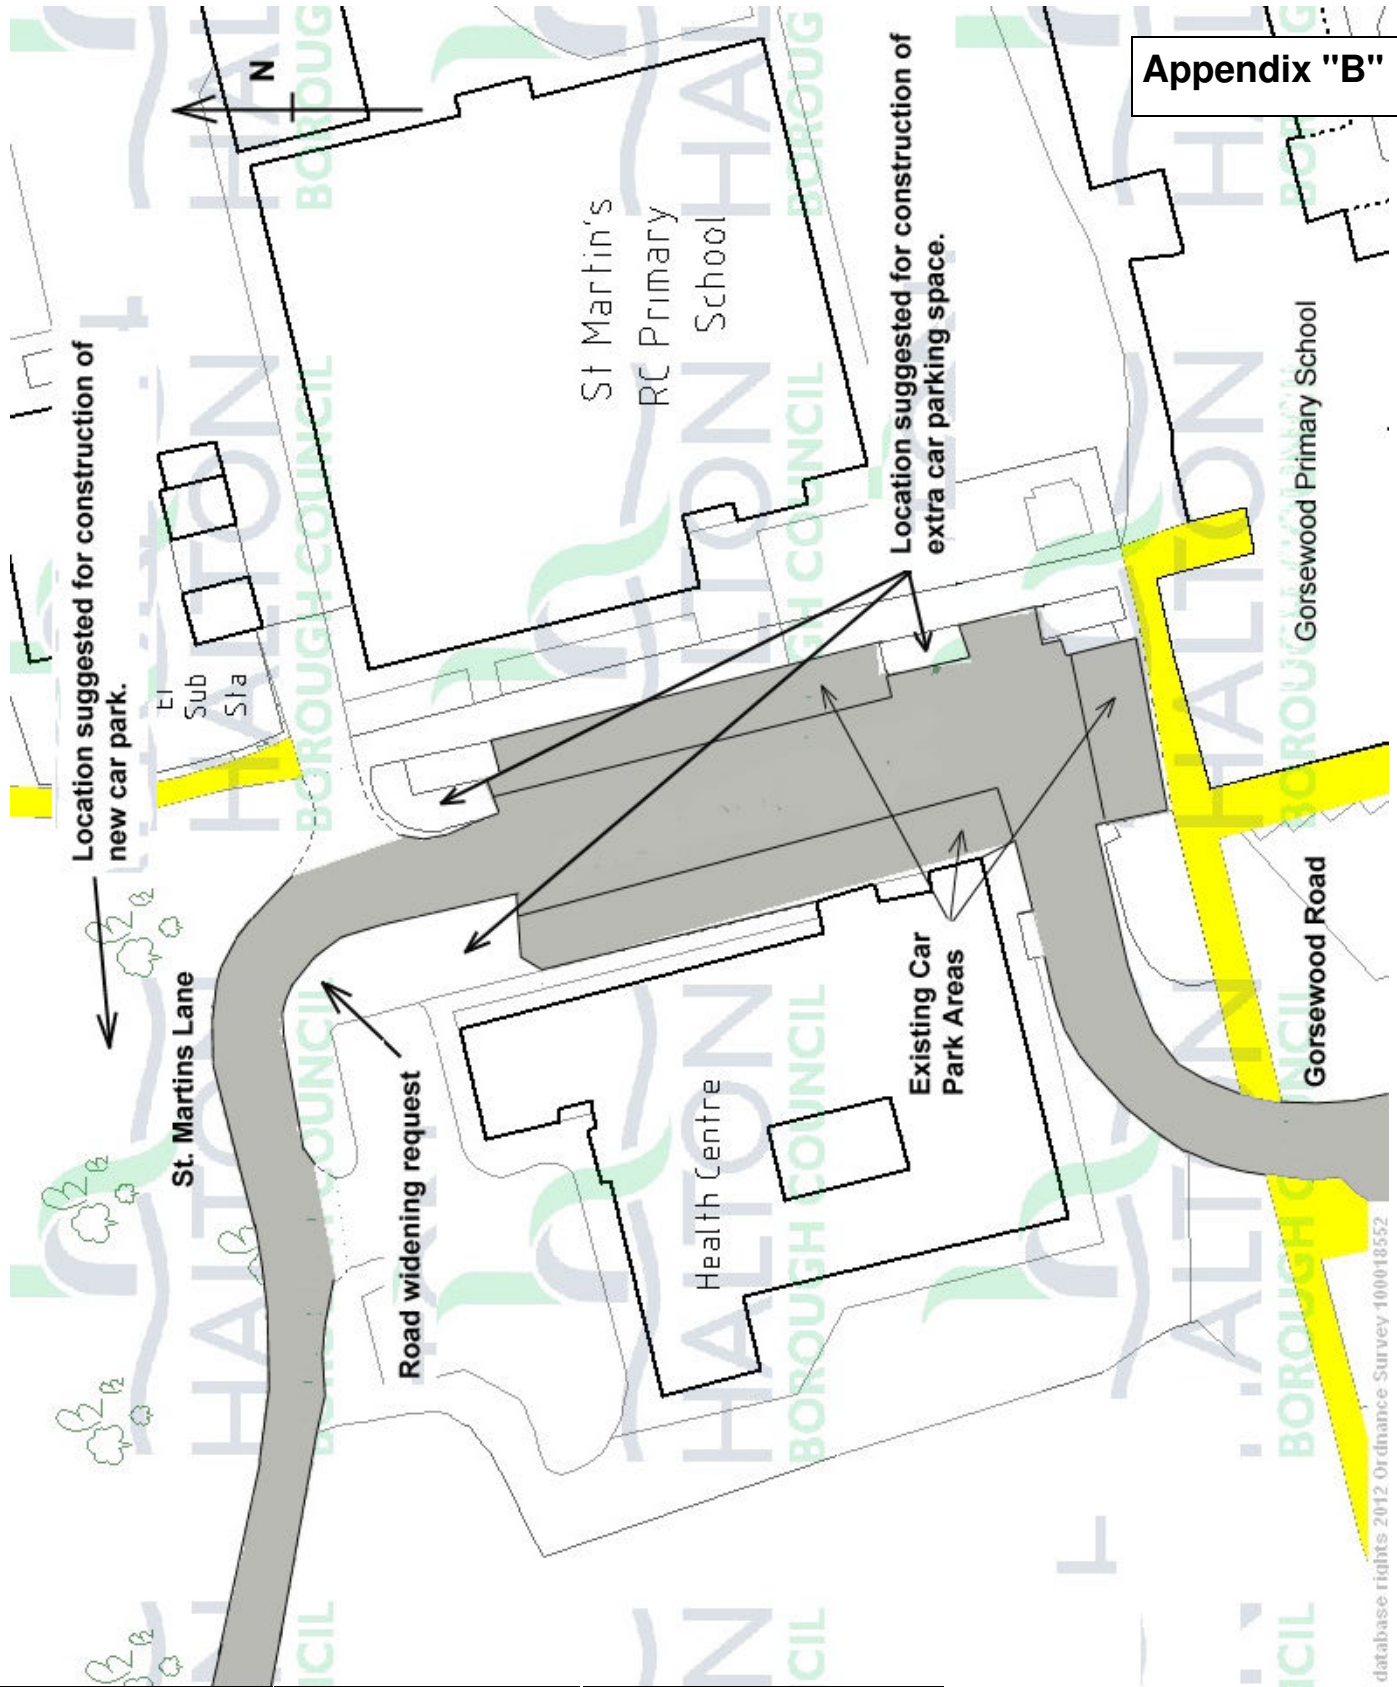 Appendix "B"
N
Location suggested for construction of
new car park.
El
Sub
Sta
St Martin's
RC Primary
School
Location suggested for construction of
extra car parking space.
Gorsewood Primary School
St. Martins Lane
Road widening request
Health Centre
Existing Car
Park Areas
Gorsewood Road
database rights 2012 Ordnance Survey 100018552
HALTON
BOROUGH COUNCIL